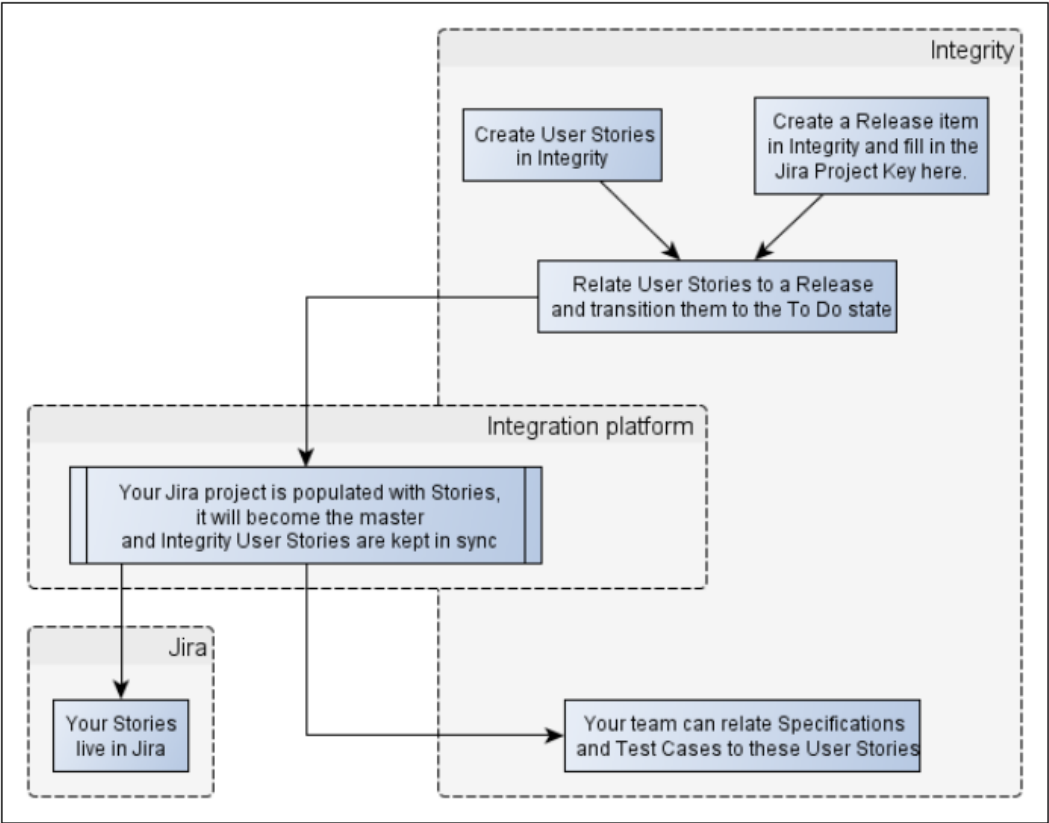 Integrity
Create User Stories
in Integrity
Create a Release item
in Integrity and fill in the
Jira Project Key here.
Relate User Stories to a Release
and transition them to the To Do state
Integration platform
Your Jira project is populated with Stories,
it will become the master
and Integrity User Stories are kept in sync
Jira
Your Stories
live in Jira
Your team can relate Specifications
and Test Cases to these User Stories